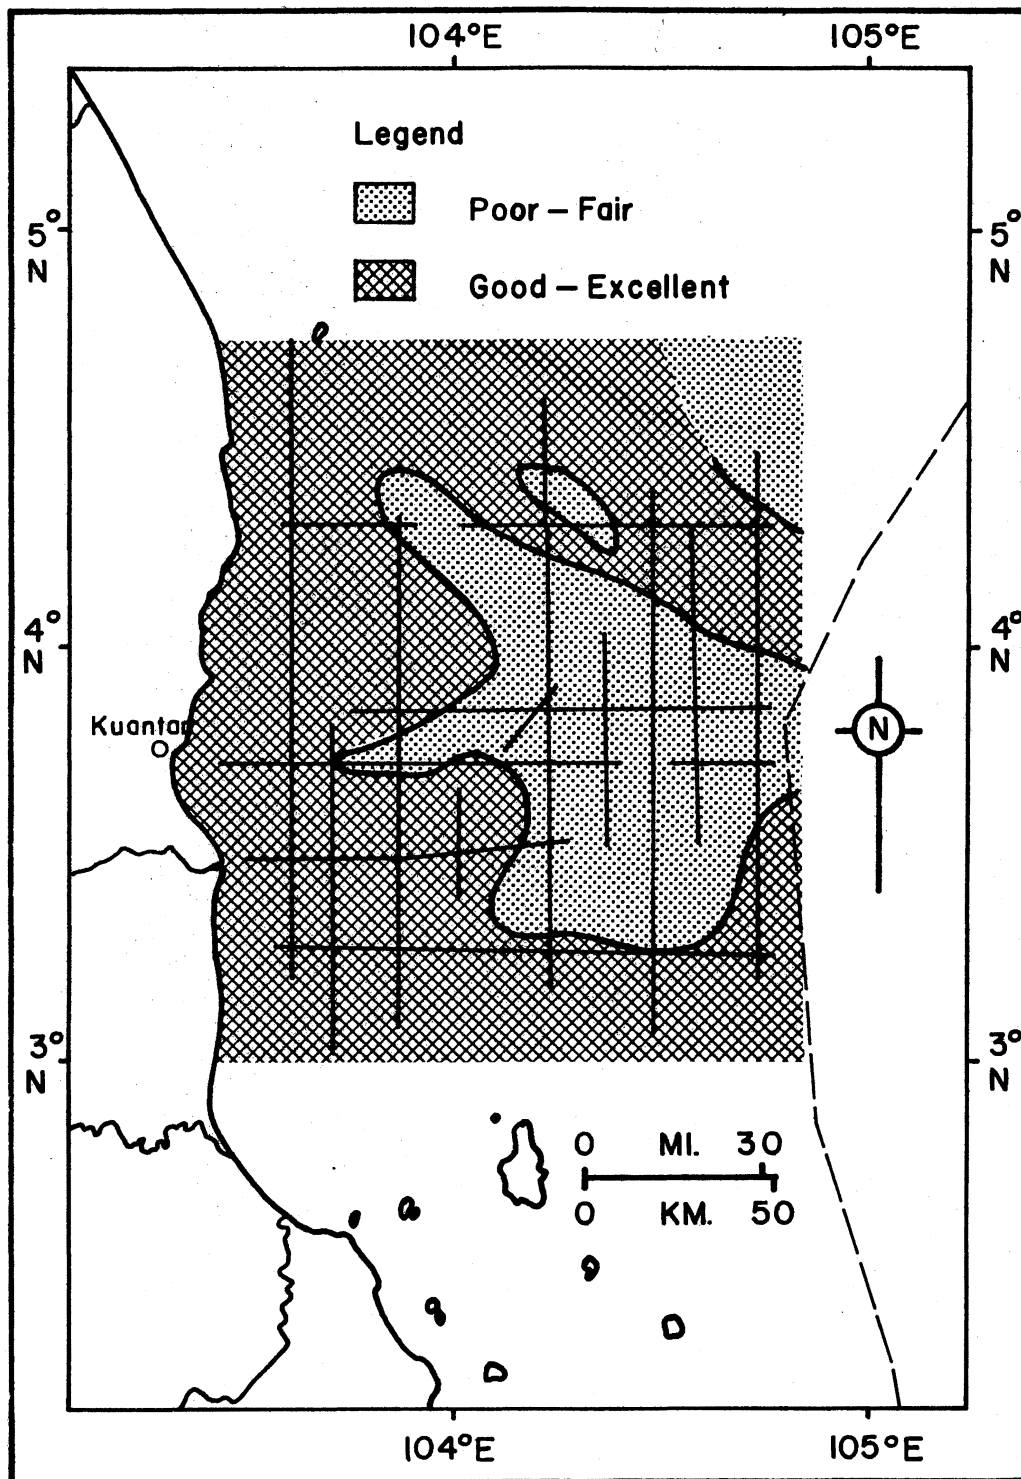 104°E 105°E
Legend
Poor – Fair
Good – Excellent
5°
N
5°
N
4°
N
4°
N
Kuantan
N
3°
N
3°
N
0 MI. 30
0 KM. 50
104°E 105°E